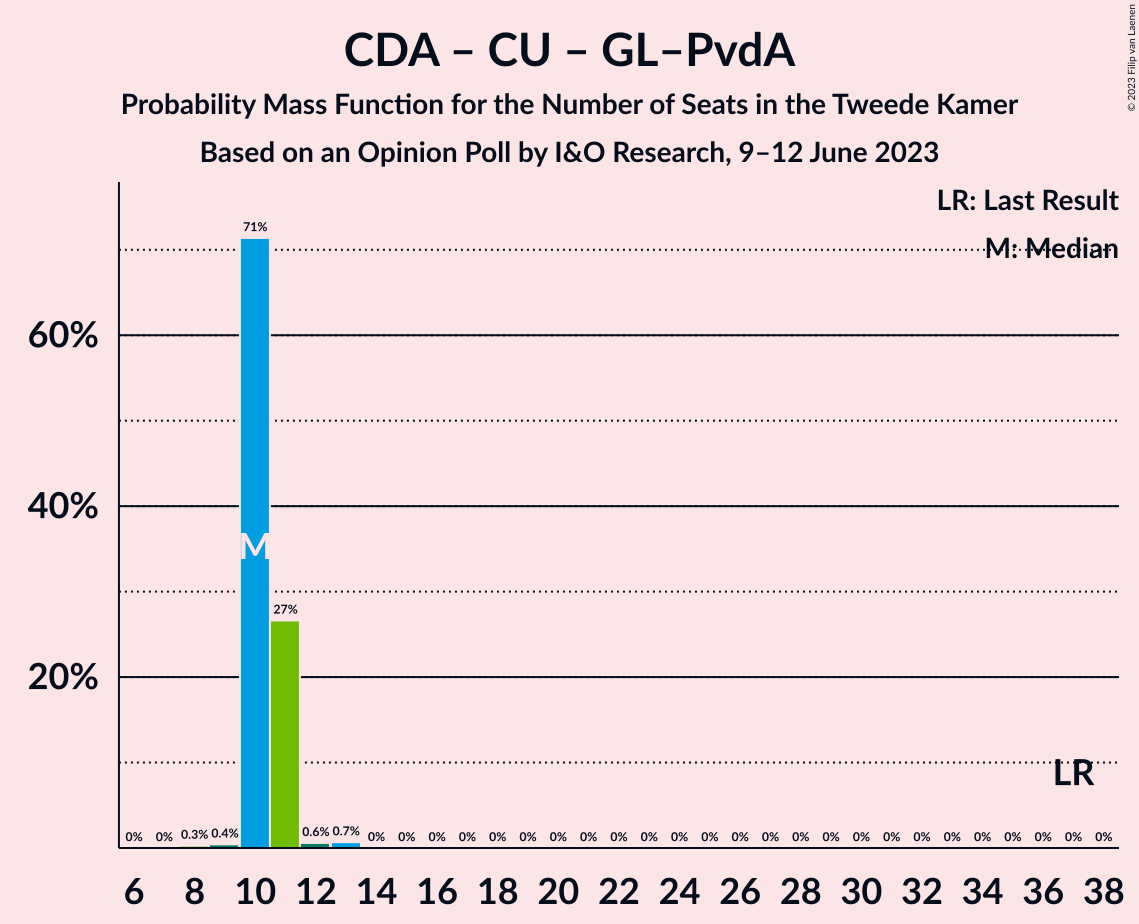 CDA – CU – GL–PvdA
Probability Mass Function for the Number of Seats in the Tweede Kamer
Based on an Opinion Poll by I&O Research, 9–12 June 2023
© 2023 Filip van Laenen
LR: Last Result
M: Median
60%
40%
20%
71%
M
27%
LR
0% 0% 0.3% 0.4% 0.6% 0.7% 0% 0% 0% 0% 0% 0% 0% 0% 0% 0% 0% 0% 0% 0% 0% 0% 0% 0% 0% 0% 0% 0% 0% 0% 0%
6 8 10 12 14 16 18 20 22 24 26 28 30 32 34 36 38